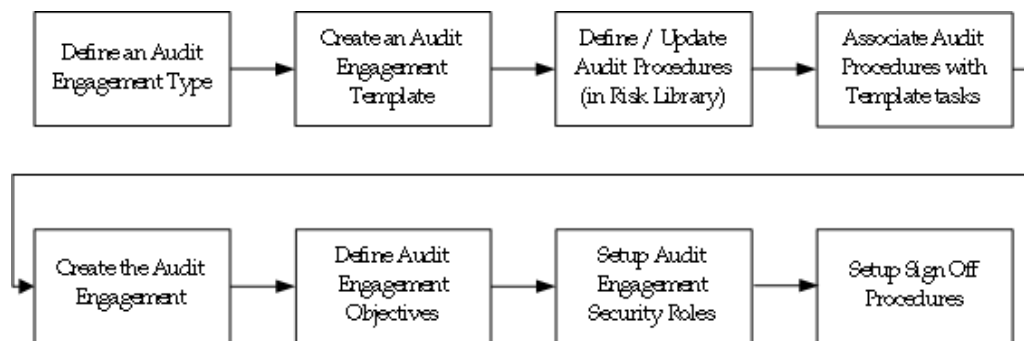 Define an Audit
Engagement Type
Create an Audit
Engagement
Template
Define / Update
Audit Procedures
(in Risk Library)
Associate Audit
Procedures with
Template tasks
Create the Audit
Engagement
Define Audit
Engagement
Objectives
Setup Audit
Engagement
Security Roles
Setup Sign Off
Procedures